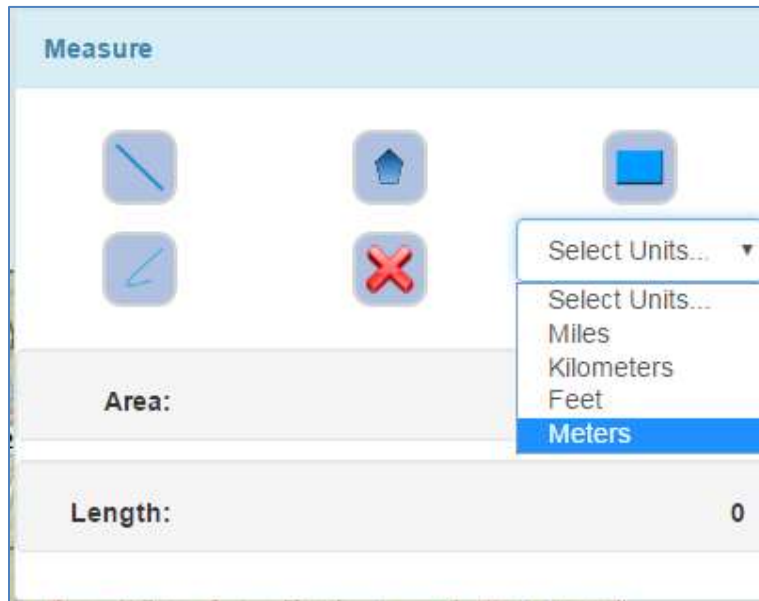 Measure
Select Units...
Select Units...
Miles
Kilometers
Feet
Meters
Area:
Length: 0